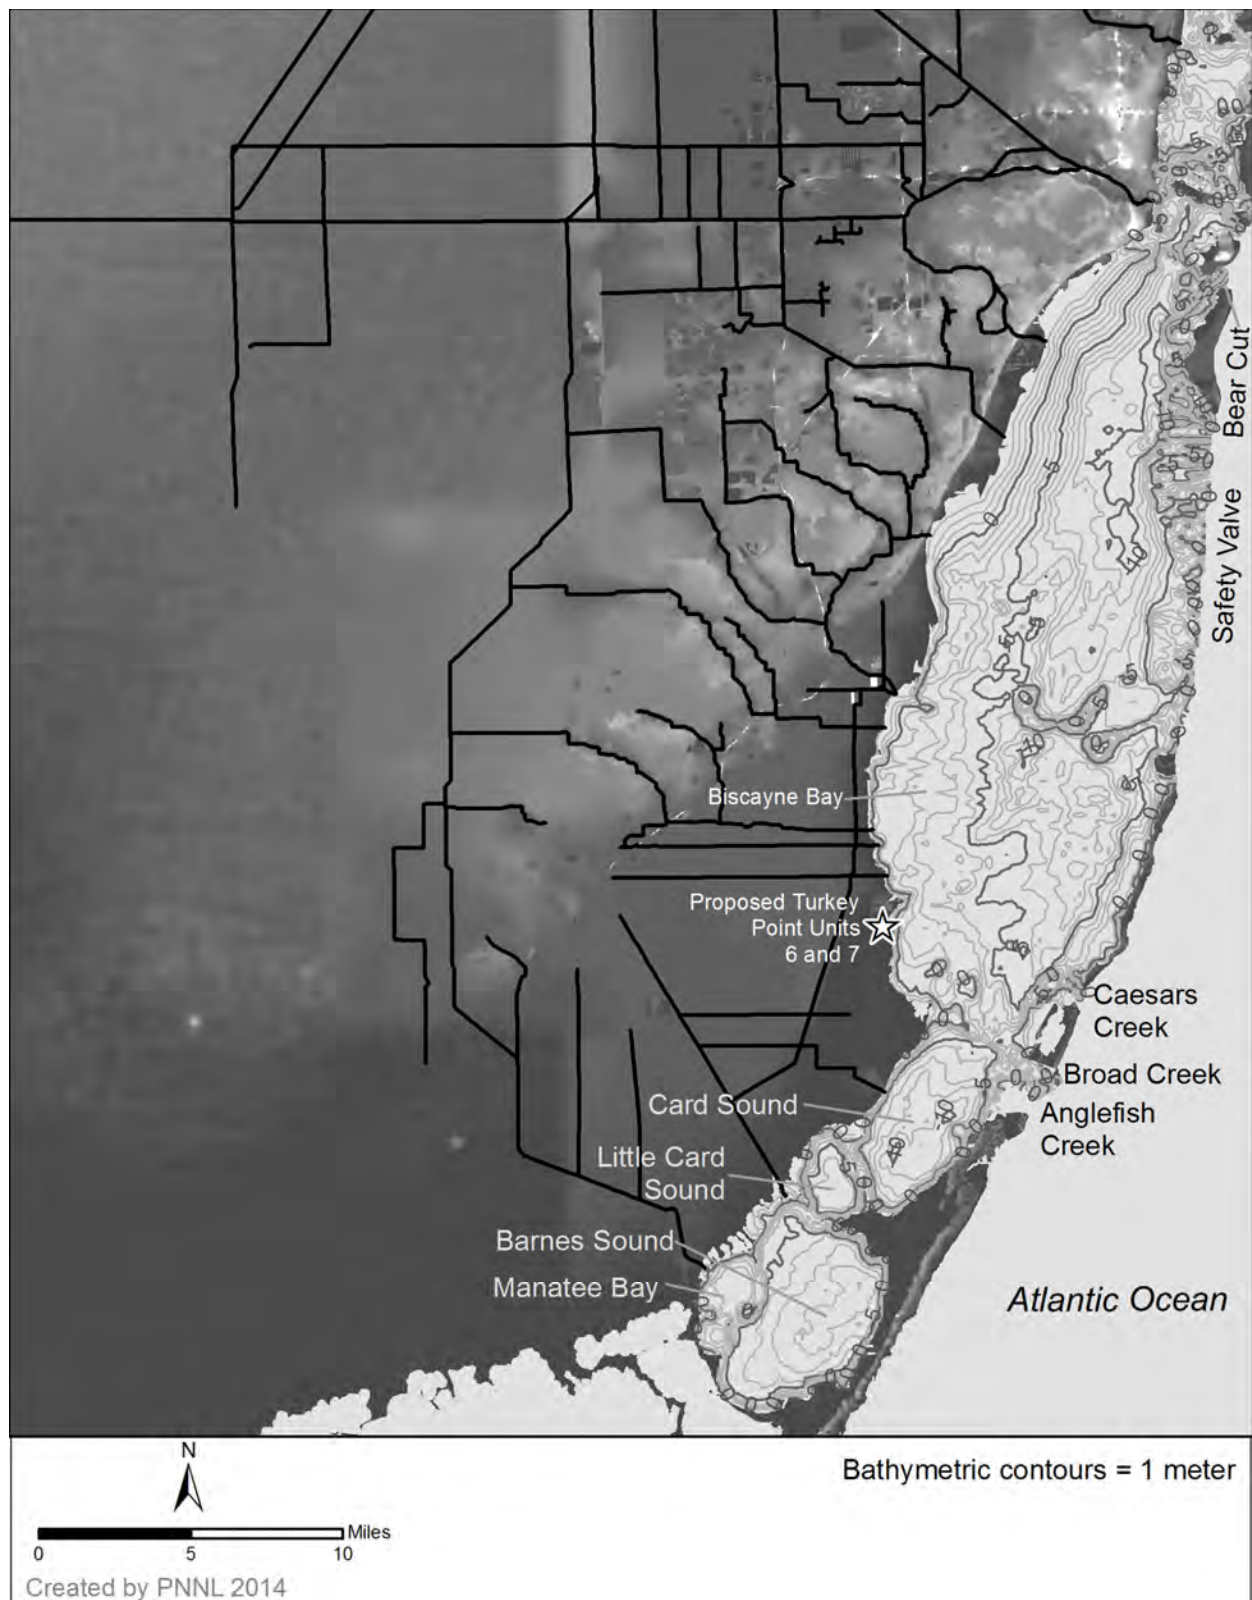 Bear Cut
Safety Valve
Biscayne Bay
Proposed Turkey
Point Units
6 and 7
Caesars
Creek
Broad Creek
Anglefish
Creek
Card Sound
Little Card
Sound
Barnes Sound
Manatee Bay
Atlantic Ocean
N
Bathymetric contours = 1 meter
Miles
0 5 10
Created by PNNL 2014